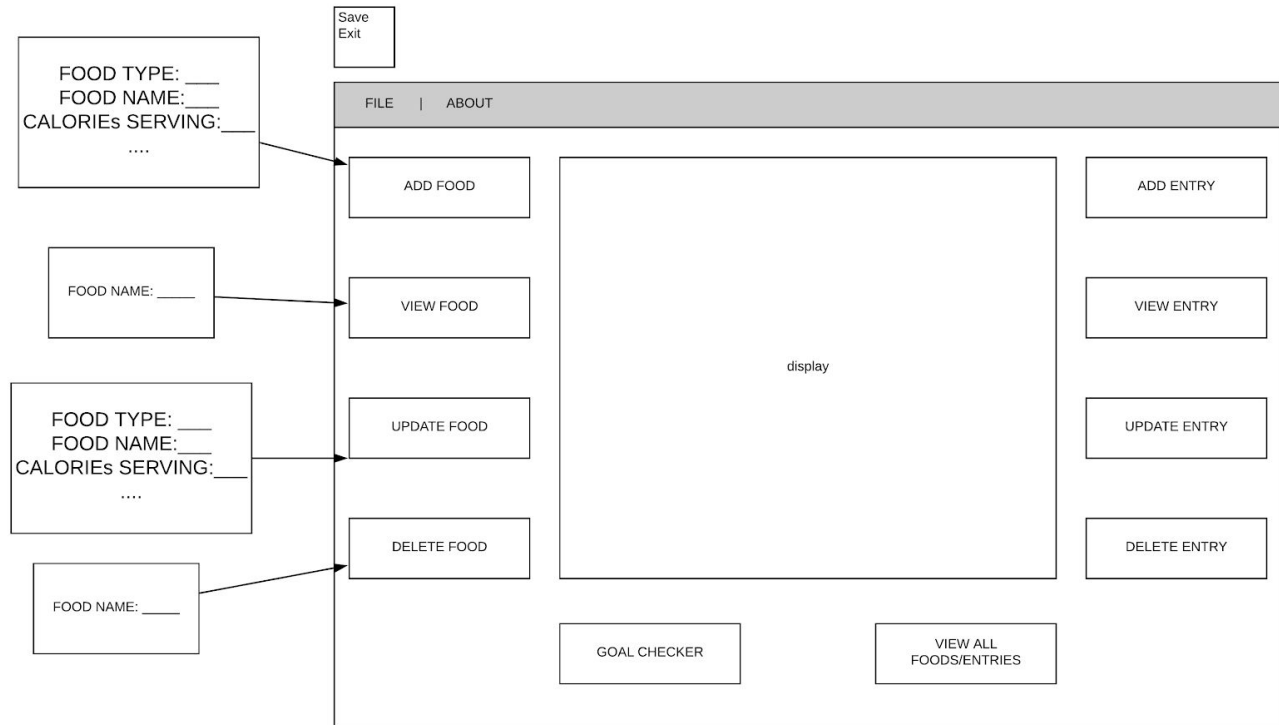 Save
Exit
FOOD TYPE: ___
FOOD NAME:___
CALORIEs SERVING:___
....
FILE | ABOUT
ADD FOOD
ADD ENTRY
FOOD NAME: _____
VIEW FOOD
VIEW ENTRY
display
FOOD TYPE: ___
FOOD NAME:___
CALORIEs SERVING:___
....
UPDATE FOOD
UPDATE ENTRY
DELETE FOOD
DELETE ENTRY
FOOD NAME: _____
GOAL CHECKER
VIEW ALL
FOODS/ENTRIES